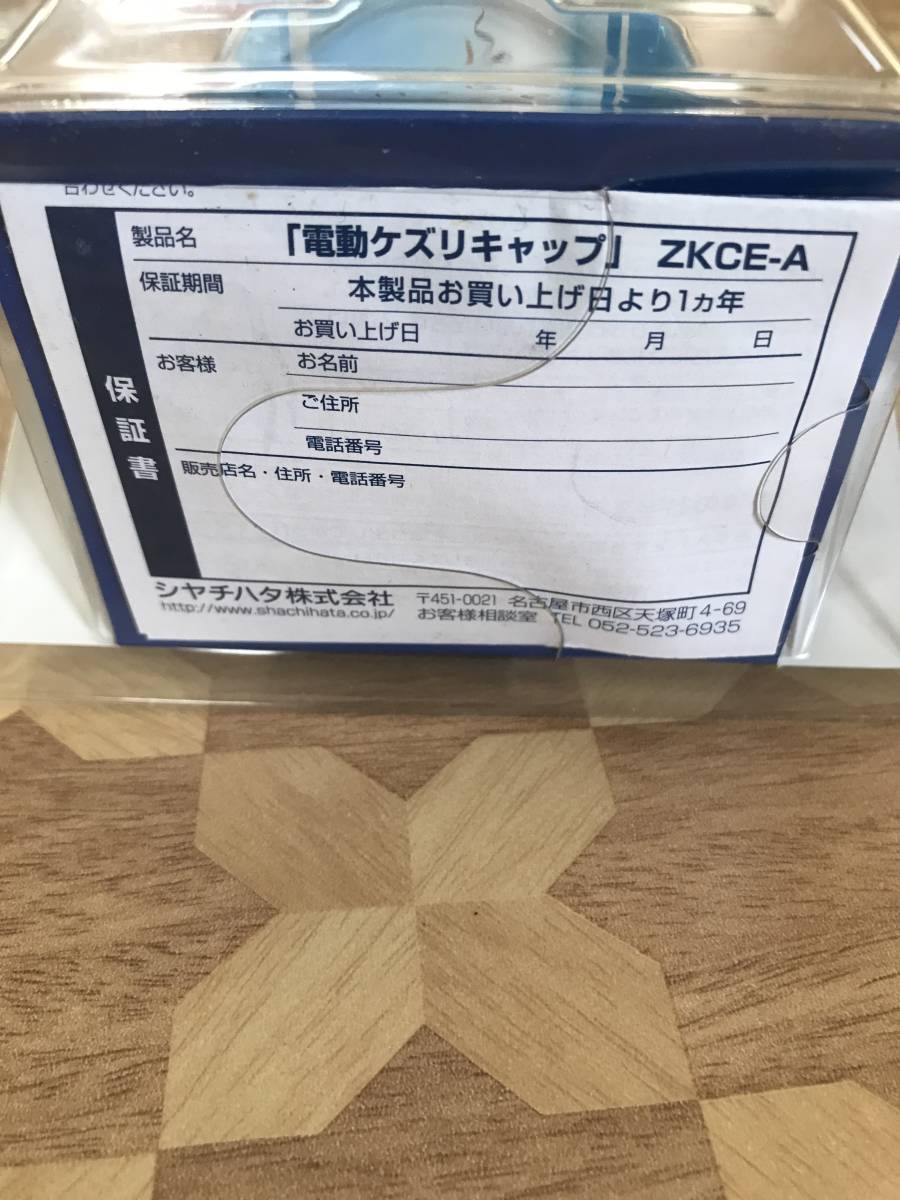 合わせください。
製品名 「電動ケズリキャップ」 ZKCE-A
保証期間 本製品お買い上げ日より1ヵ年
お買い上げ日 年 月 日
お客様 お名前
ご住所
電話番号
保証書
販売店名・住所・電話番号
シヤチハタ株式会社 〒451-0021 名古屋市西区天塚町4-69
http://www.shachihata.co.jp/ お客様相談室 TEL 052-523-6935